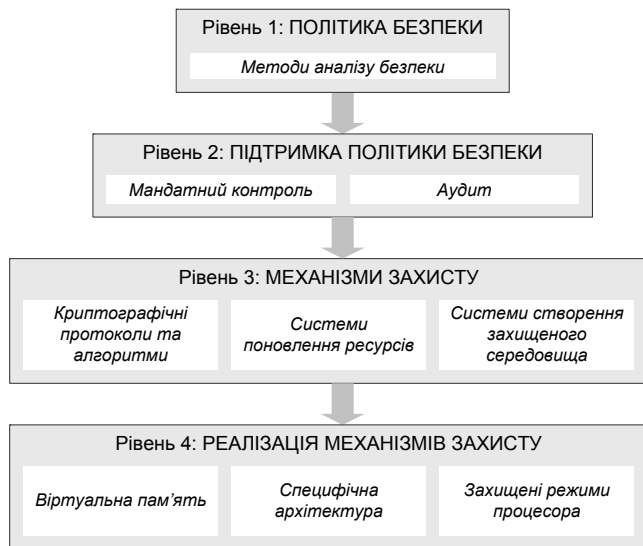 Рівень 1: ПОЛІТИКА БЕЗПЕКИ
Методи аналізу безпеки
Рівень 2: ПІДТРИМКА ПОЛІТИКИ БЕЗПЕКИ
Мандатний контроль
Аудит
Рівень 3: МЕХАНІЗМИ ЗАХИСТУ
Криптографічні
протоколи та
алгоритми
Системи
поновлення ресурсів
Системи створення
захищеного
середовища
Рівень 4: РЕАЛІЗАЦІЯ МЕХАНІЗМІВ ЗАХИСТУ
Віртуальна пам’ять
Специфічна
архітектура
Захищені режими
процесора